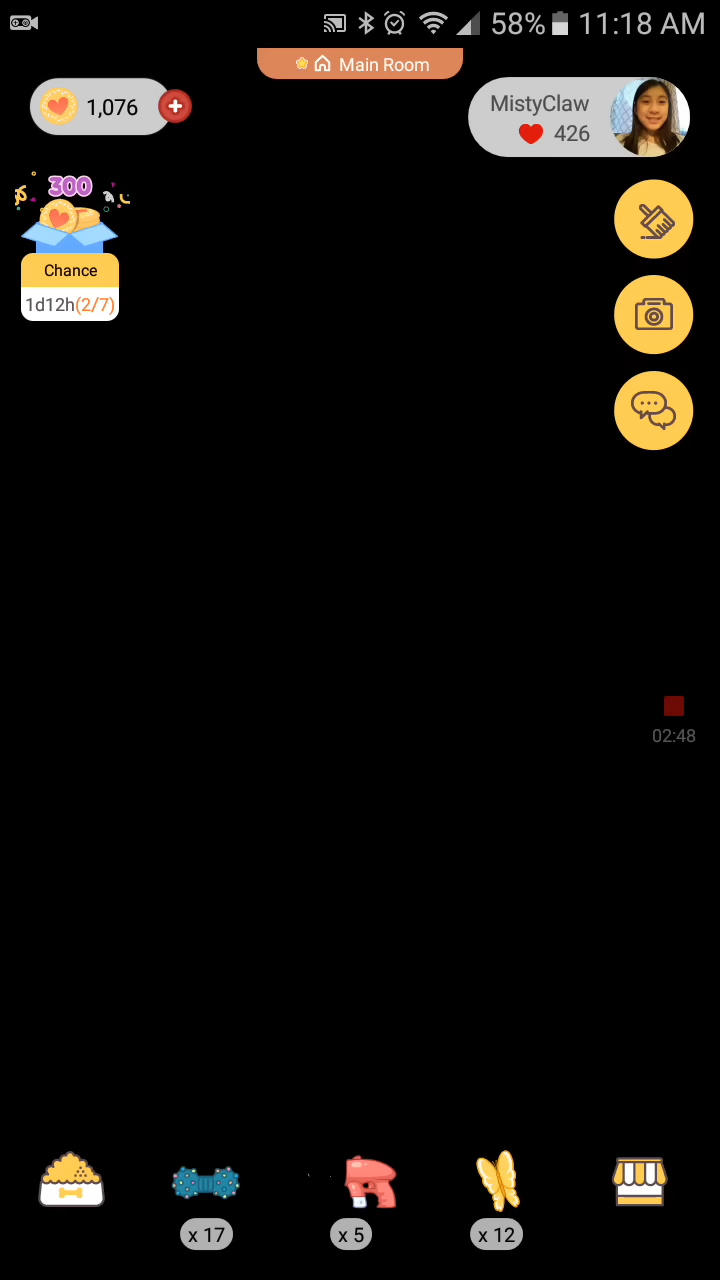 58% 11:18 AM
Main Room
1,076
MistyClaw
426
300
Chance
1d12h(2/7)
02:48
x 17
x 5
x 12